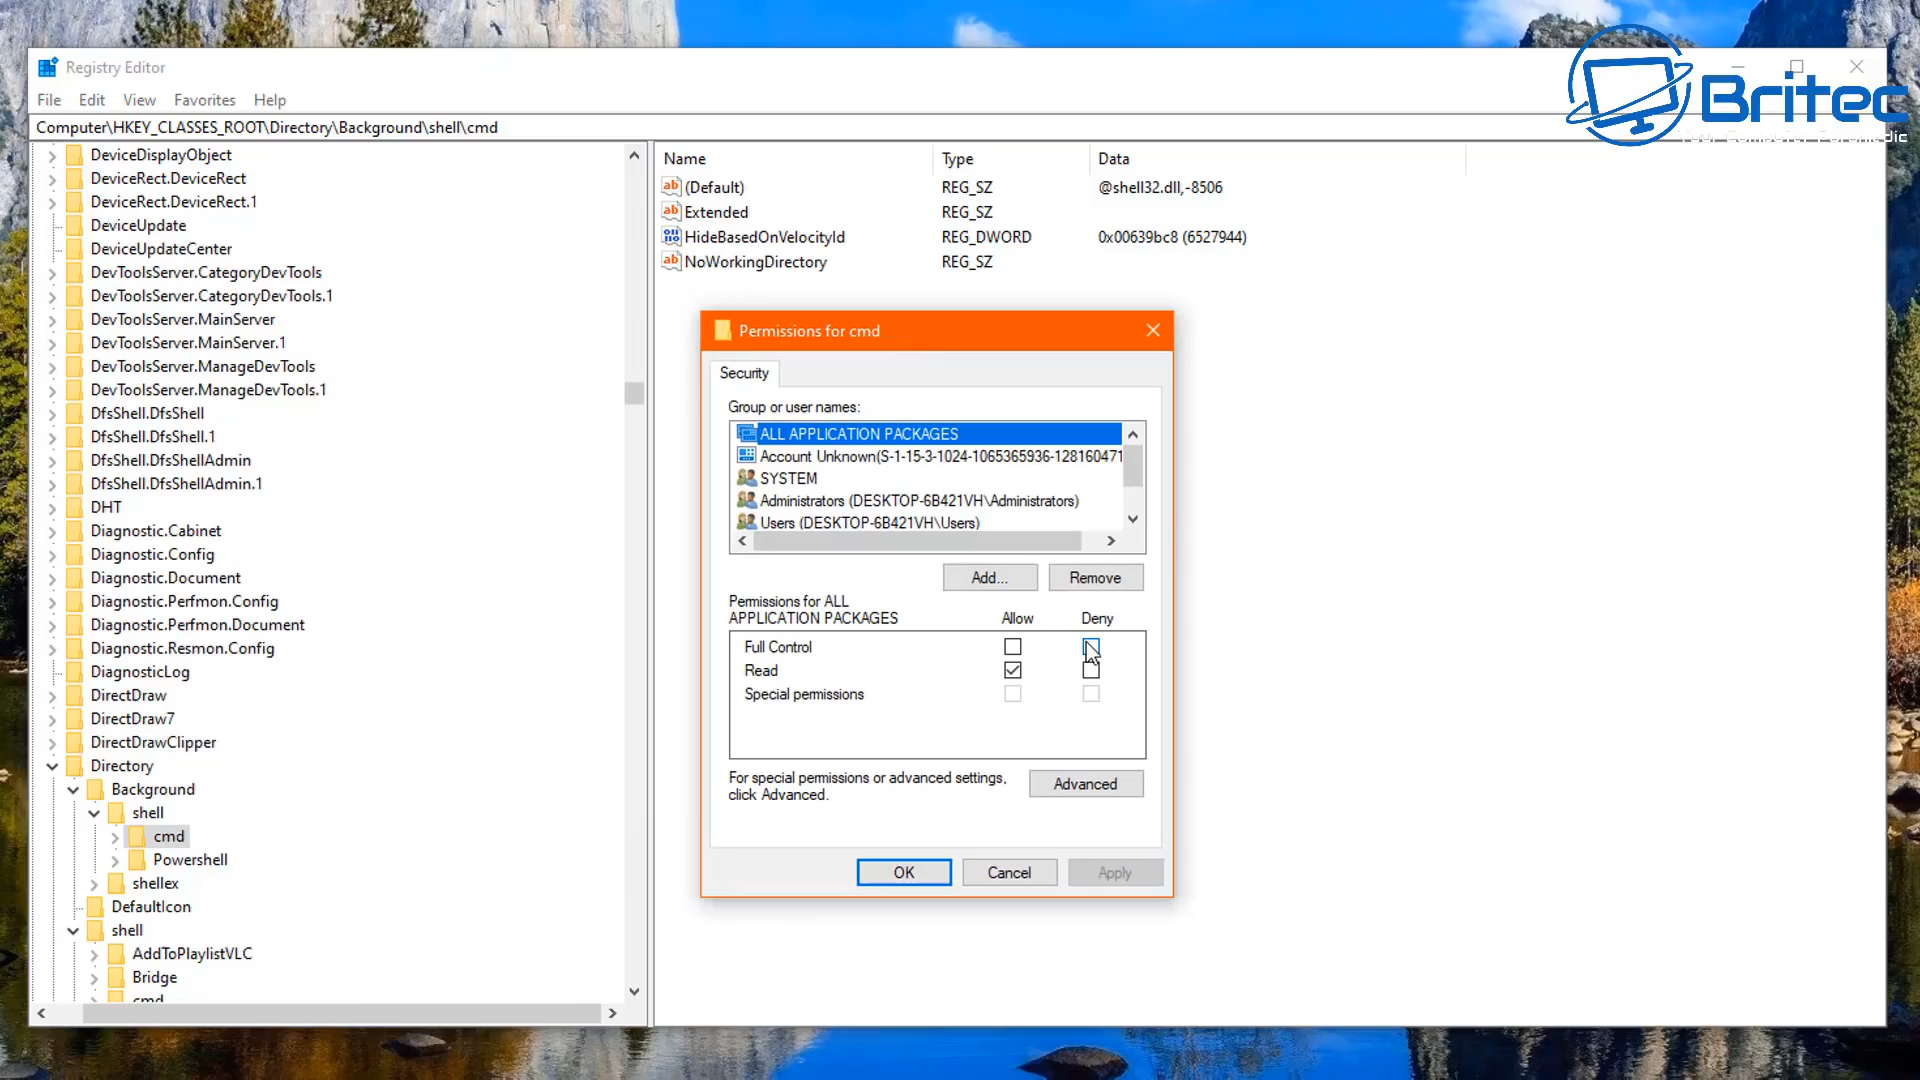 Registry Editor
Britec
Your Computer Forensic
File Edit View Favorites Help
Computer\HKEY_CLASSES_ROOT\Directory\Background\shell\cmd
DeviceDisplayObject
DeviceRect.DeviceRect
DeviceRect.DeviceRect.1
DeviceUpdate
DeviceUpdateCenter
DevToolsServer.CategoryDevTools
DevToolsServer.CategoryDevTools.1
DevToolsServer.MainServer
DevToolsServer.MainServer.1
DevToolsServer.ManageDevTools
DevToolsServer.ManageDevTools.1
DfsShell.DfsShell
DfsShell.DfsShell.1
DfsShell.DfsShellAdmin
DfsShell.DfsShellAdmin.1
DHT
Diagnostic.Cabinet
Diagnostic.Config
Diagnostic.Document
Diagnostic.Perfmon.Config
Diagnostic.Perfmon.Document
Diagnostic.Resmon.Config
DiagnosticLog
DirectDraw
DirectDraw7
DirectDrawClipper
Directory
Background
shell
cmd
Powershell
shellex
DefaultIcon
shell
AddToPlaylistVLC
Bridge
cmd
Name Type Data
(Default) REG_SZ @shell32.dll,-8506
Extended REG_SZ
HideBasedOnVelocityId REG_DWORD 0x00639bc8 (6527944)
NoWorkingDirectory REG_SZ
Permissions for cmd
Security
Group or user names:
ALL APPLICATION PACKAGES
Account Unknown(S-1-15-3-1024-1065365936-128160471
SYSTEM
Administrators (DESKTOP-6B421VH\Administrators)
Users (DESKTOP-6B421VH\Users)
Add... Remove
Permissions for ALL
APPLICATION PACKAGES Allow Deny
Full Control
Read
Special permissions
For special permissions or advanced settings,
click Advanced.
Advanced
OK Cancel Apply